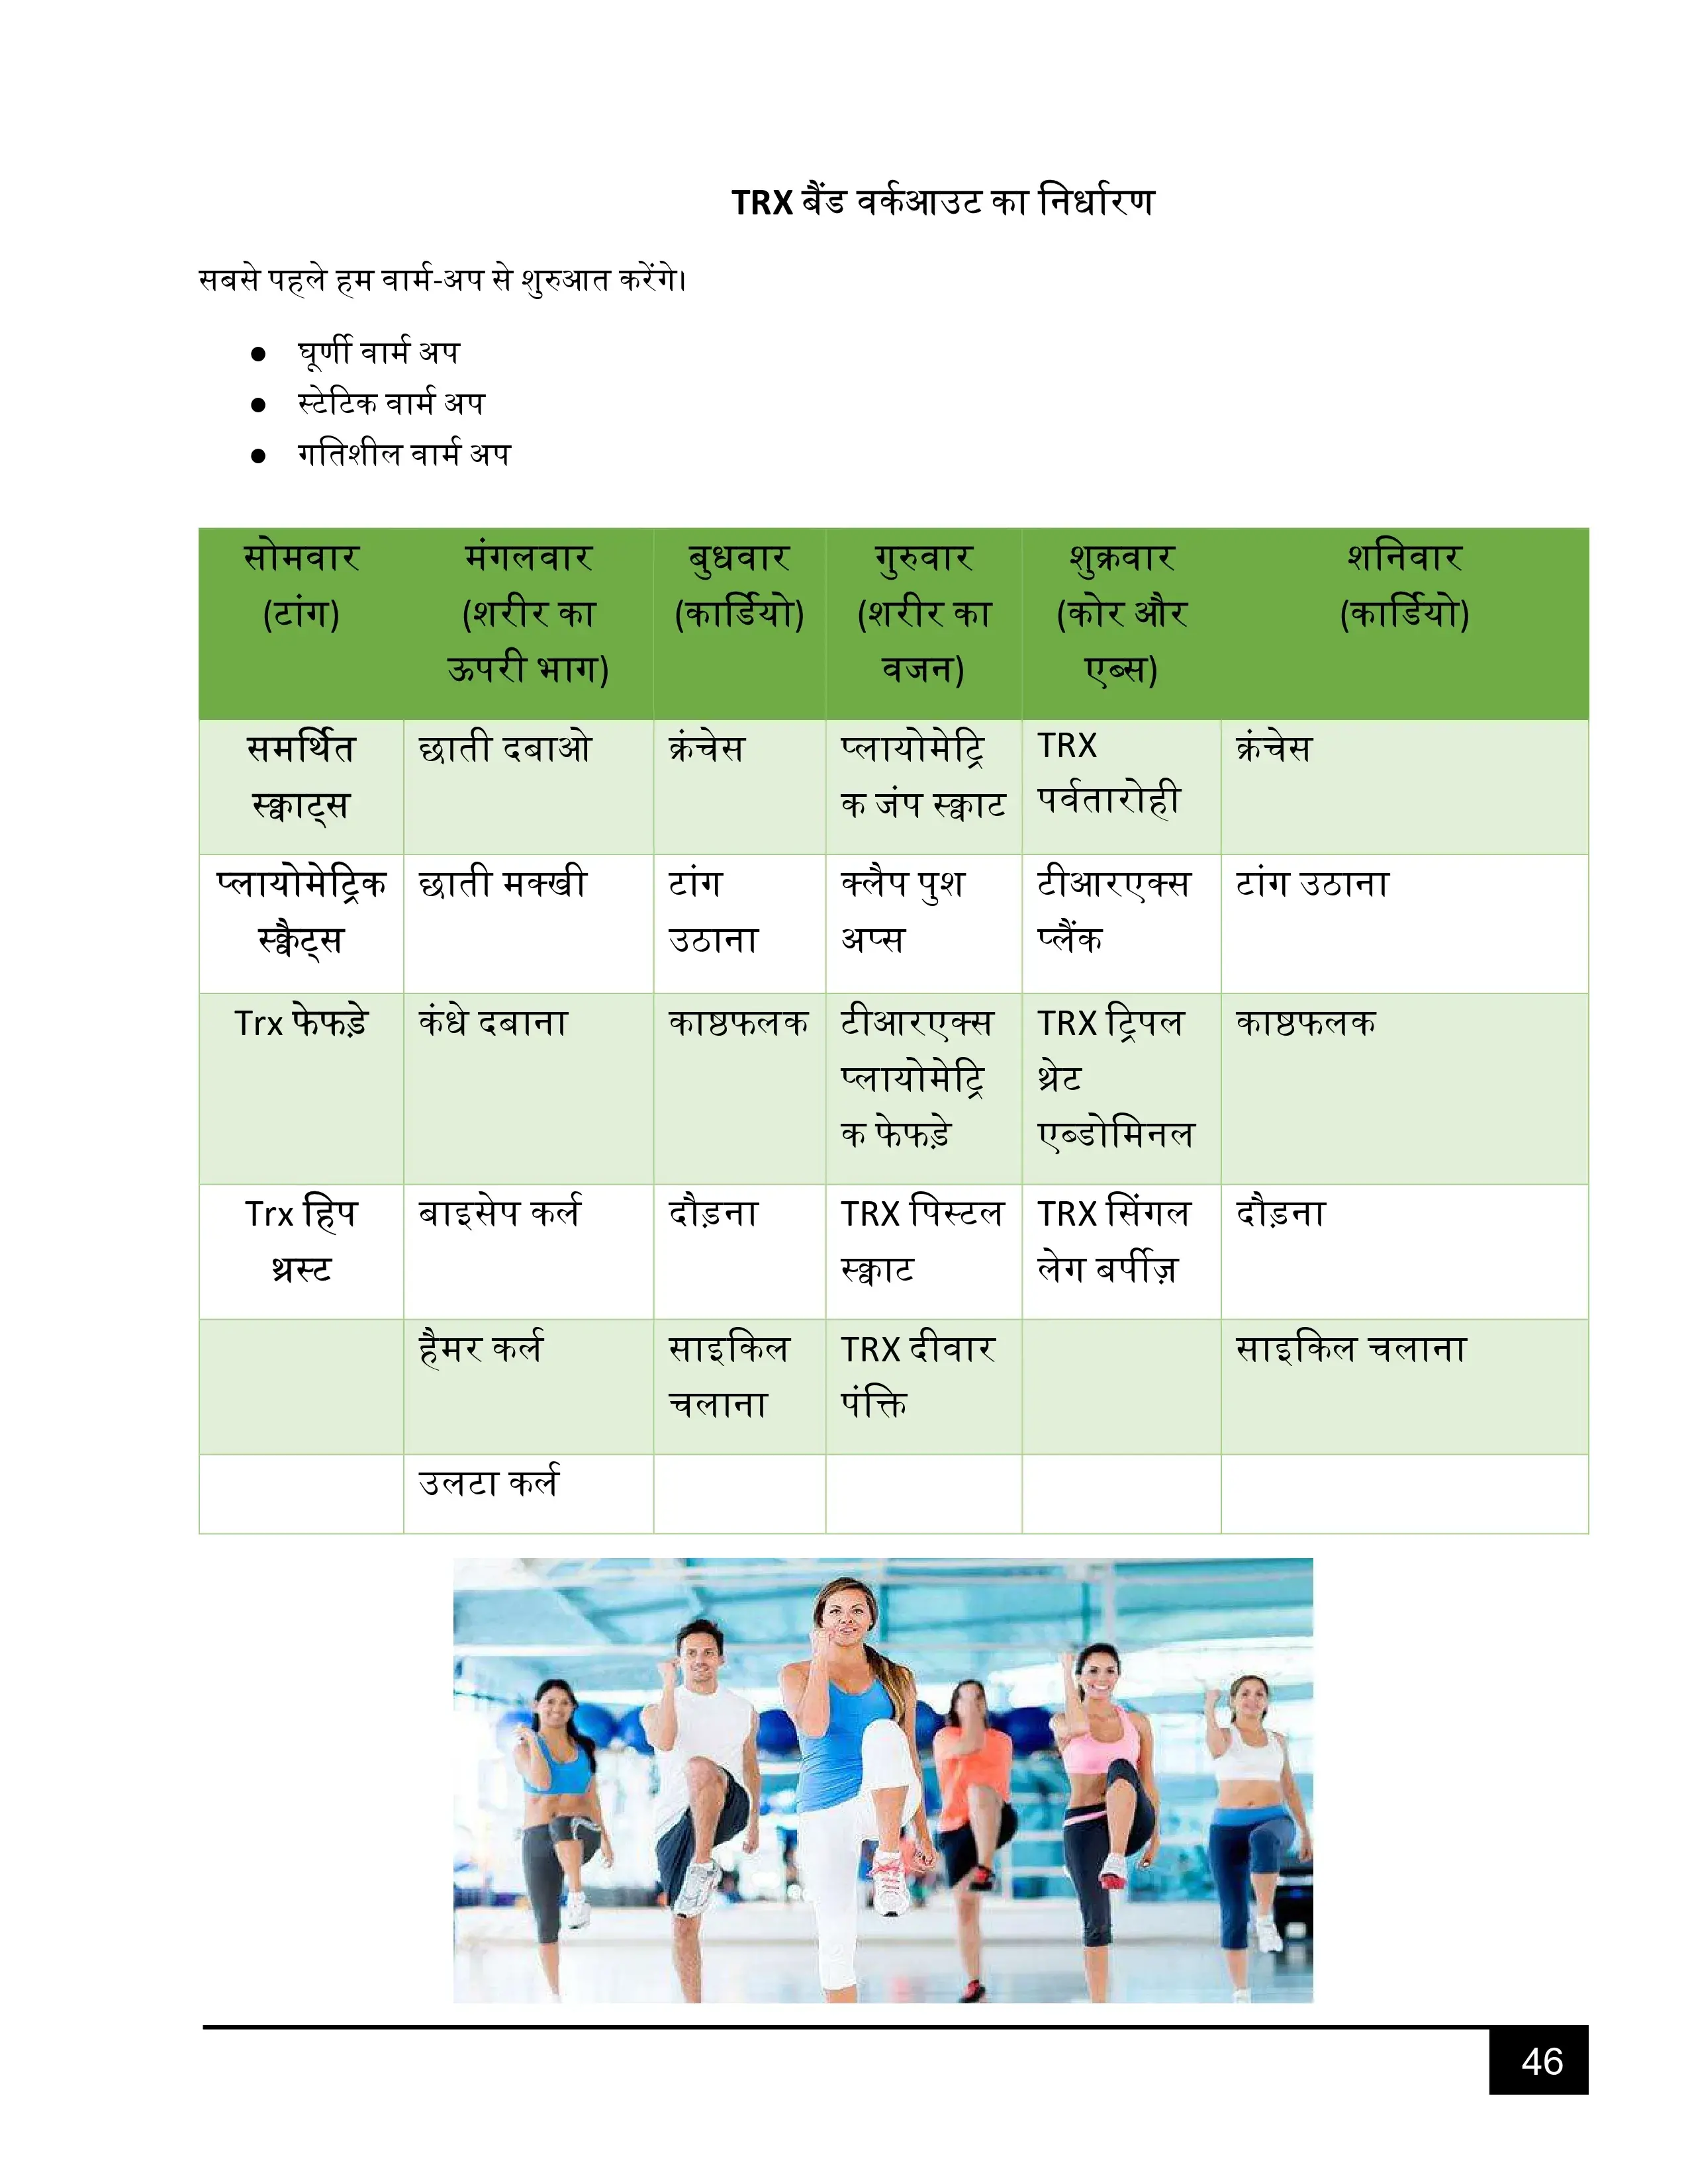 TRX बैंड वर्कआउट का निर्धारण
सबसे पहले हम वार्म-अप से शुरुआत करेंगे।
● घूर्णी वार्म अप
● स्टेटिक वार्म अप
● गतिशील वार्म अप
सोमवार (टांग) मंगलवार (शरीर का ऊपरी भाग) बुधवार (कार्डियो) गुरुवार (शरीर का वजन) शुक्रवार (कोर और एब्स) शनिवार (कार्डियो)
समर्थित स्क्वाट्स छाती दबाओ क्रंचेस प्लायोमेट्रिक जंप स्क्वाट TRX पर्वतारोही क्रंचेस
प्लायोमेट्रिक स्क्वैट्स छाती मक्खी टांग उठाना क्लैप पुश अप्स टीआरएक्स प्लैंक टांग उठाना
Trx फेफड़े कंधे दबाना काष्ठफलक टीआरएक्स प्लायोमेट्रिक फेफड़े TRX ट्रिपल थ्रेट एब्डोमिनल काष्ठफलक
Trx हिप थ्रस्ट बाइसेप कर्ल दौड़ना TRX पिस्टल स्क्वाट TRX सिंगल लेग बर्पीज़ दौड़ना
हैमर कर्ल साइकिल चलाना TRX दीवार पंक्ति साइकिल चलाना
उलटा कर्ल
46